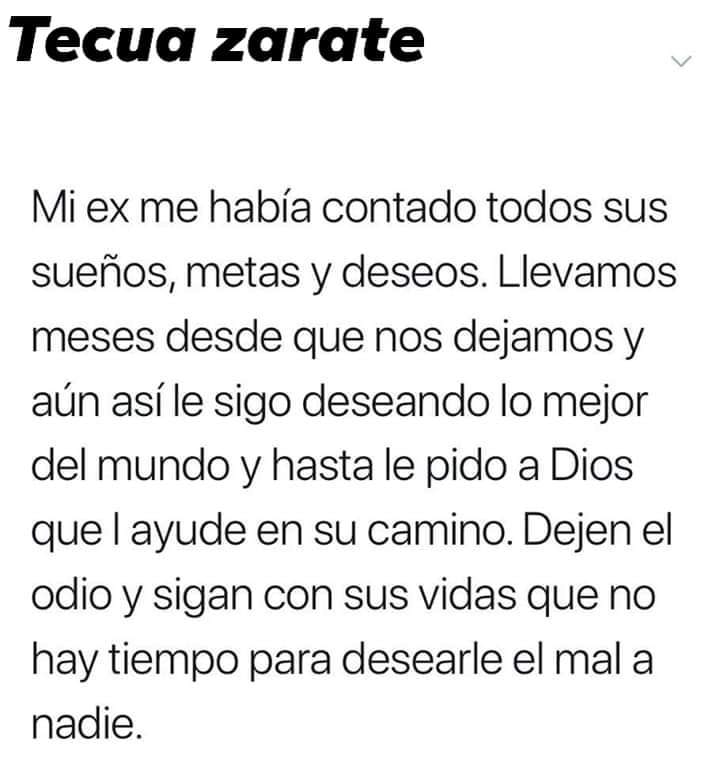 Tecua zarate
Mi ex me había contado todos sus
sueños, metas y deseos. Llevamos
meses desde que nos dejamos y
aún así le sigo deseando lo mejor
del mundo y hasta le pido a Dios
que l ayude en su camino. Dejen el
odio y sigan con sus vidas que no
hay tiempo para desearle el mal a
nadie.